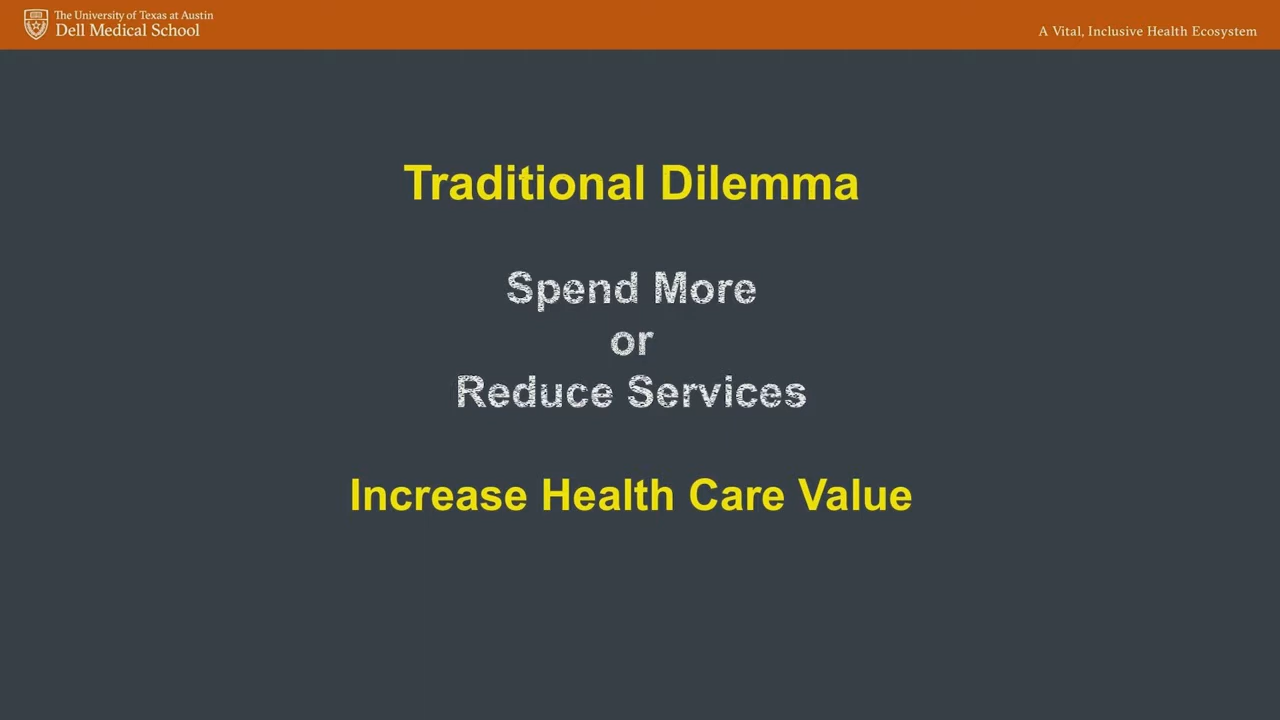 The University of Texas at Austin
Dell Medical School
A Vital, Inclusive Health Ecosystem
Traditional Dilemma
Spend More
or
Reduce Services
Increase Health Care Value